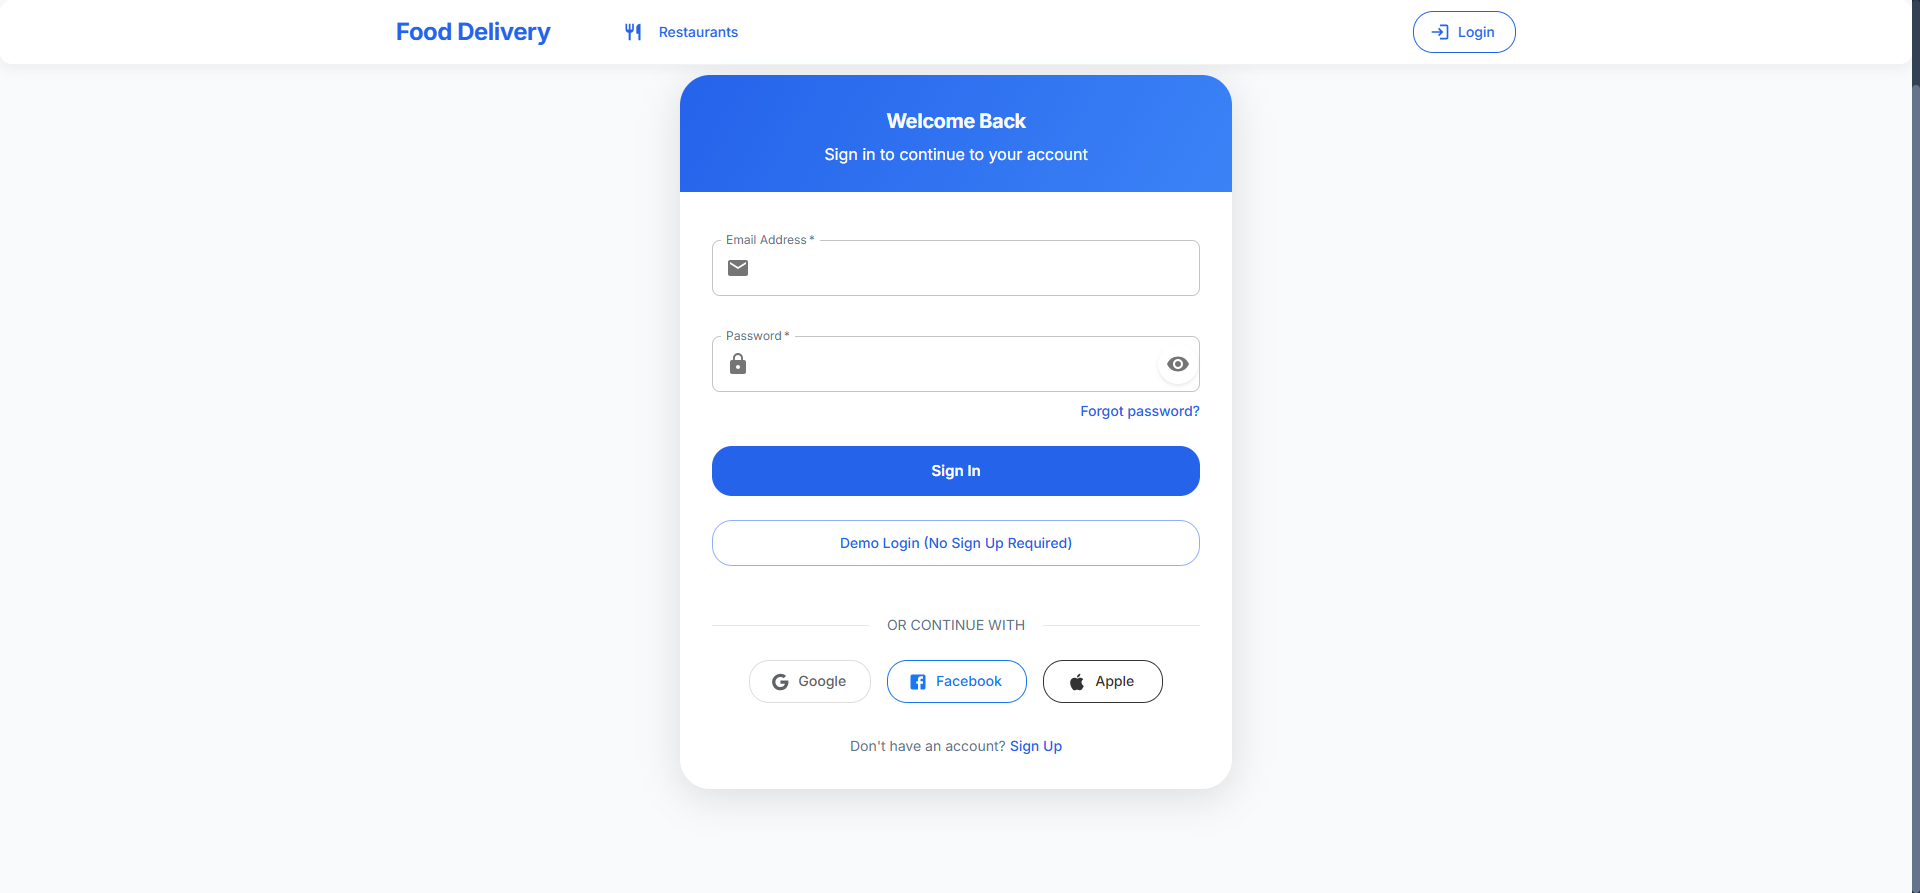 Food Delivery
Restaurants
Login
Welcome Back
Sign in to continue to your account
Email Address *
Password *
Forgot password?
Sign In
Demo Login (No Sign Up Required)
OR CONTINUE WITH
Google
Facebook
Apple
Don't have an account? Sign Up